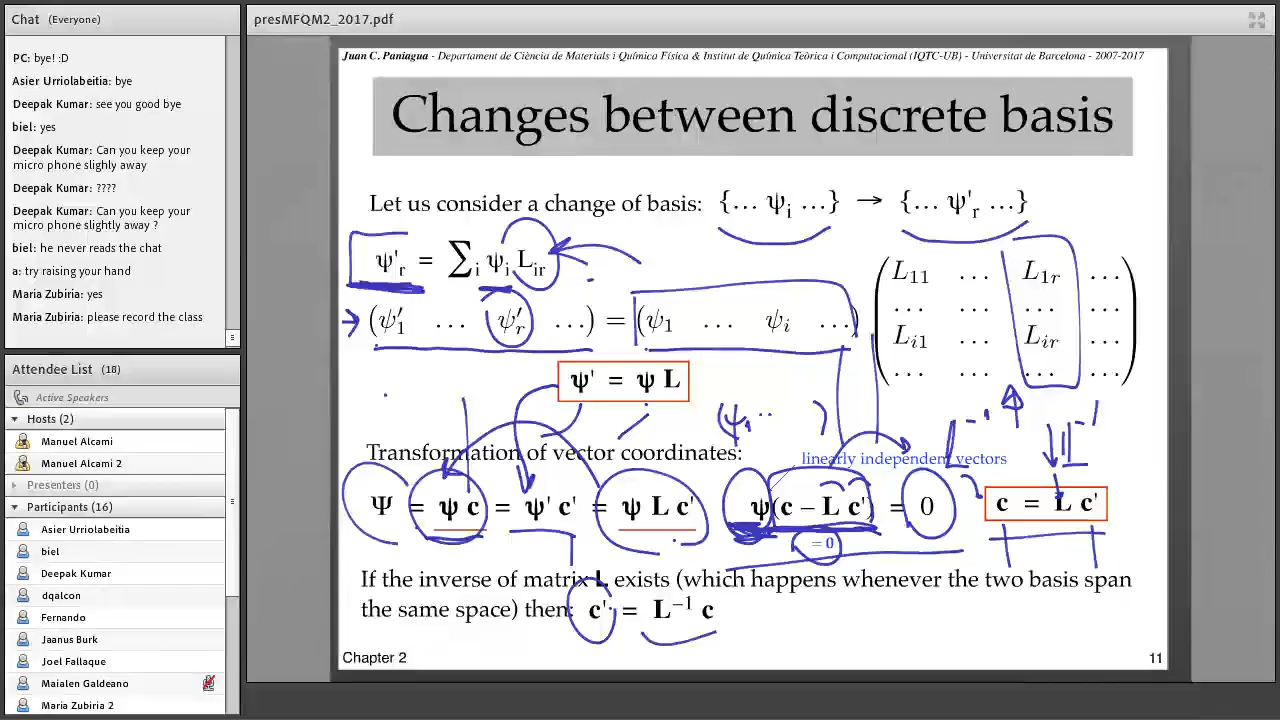 Chat (Everyone)
PC: bye! :D
Asier Urriolabeitia: bye
Deepak Kumar: see you good bye
biel: yes
Deepak Kumar: Can you keep your
micro phone slighly away
Deepak Kumar: ????
Deepak Kumar: Can you keep your
micro phone slighly away ?
biel: he never reads the chat
a: try raising your hand
Maria Zubiria: yes
Maria Zubiria: please record the class
Attendee List (18)
Active Speakers
Hosts (2)
Manuel Alcami
Manuel Alcami 2
Presenters (0)
Participants (16)
Asier Urriolabeitia
biel
Deepak Kumar
dqalcon
Fernando
Jaanus Burk
Joel Fallaque
Maialen Galdeano
Maria Zubiria 2
presMFQM2_2017.pdf
Juan C. Paniagua - Departament de Ciència de Materials i Química Física & Institut de Química Teòrica i Computacional (IQTC-UB) - Universitat de Barcelona - 2007-2017
Changes between discrete basis
Let us consider a change of basis: {... ψi ...} → {... ψ'r ...}
ψ'r = ∑i ψi Lir
(ψ'1 ... ψ'r ...) = (ψ1 ... ψi ...)
L11 ... L1r ...
... ... ... ...
Li1 ... Lir ...
... ... ... ...
ψ' = ψ L
(ψ1 .. )
L⁻¹
L⁻¹
Transformation of vector coordinates:
linearly independent vectors
Ψ = ψ c = ψ' c' = ψ L c' ψ(c – L c') = 0 c = L c'
= 0
If the inverse of matrix L exists (which happens whenever the two basis span
the same space) then: c' = L⁻¹ c
Chapter 2
11